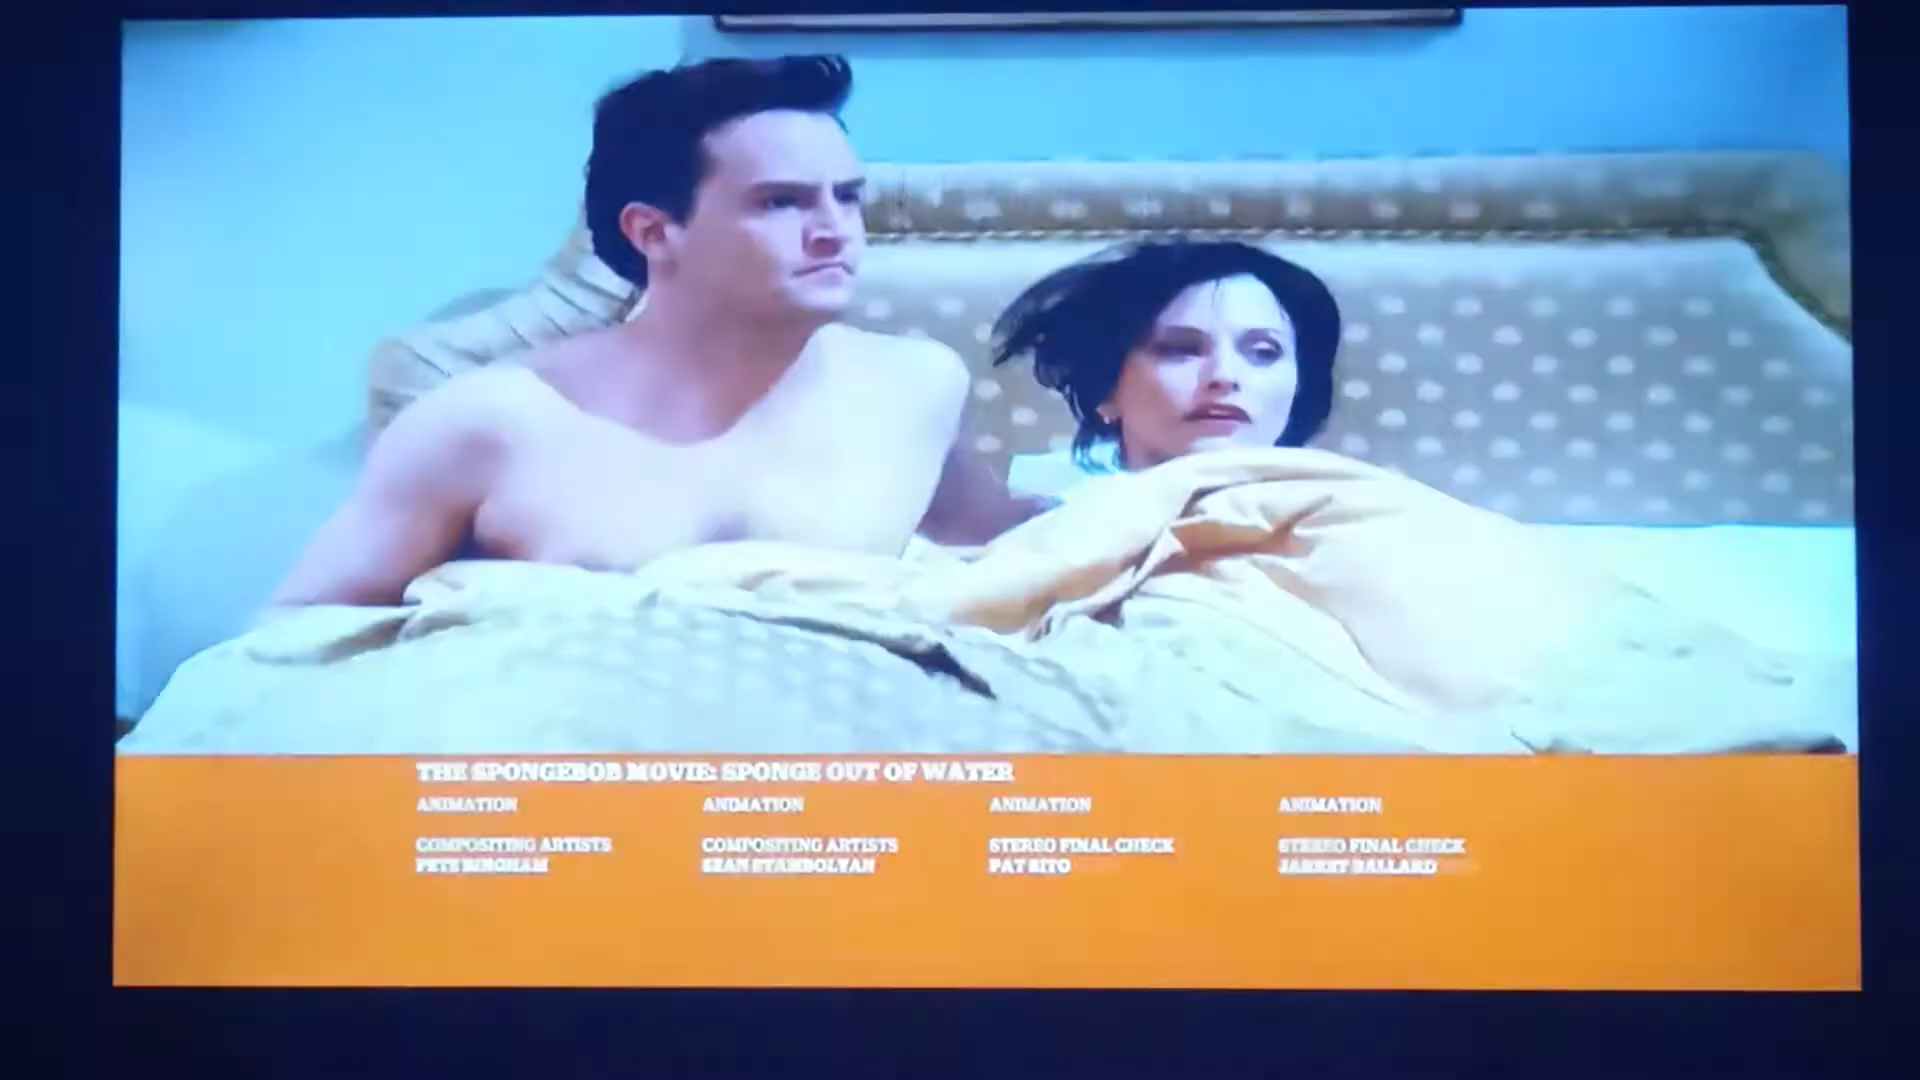 THE SPONGEBOB MOVIE: SPONGE OUT OF WATER
ANIMATION
COMPOSITING ARTISTS
PETE BINGHAM
ANIMATION
COMPOSITING ARTISTS
SEAN STAMBOLYAN
ANIMATION
STEREO FINAL CHECK
PAT SITO
ANIMATION
STEREO FINAL CHECK
BALLARD